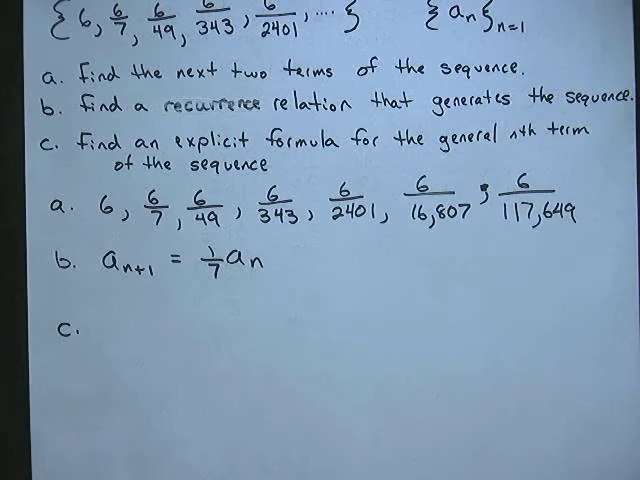 { 6, 6/7, 6/49, 6/343, 6/2401, .... } { a_n }_n=1
a. find the next two terms of the sequence.
b. find a recurrence relation that generates the sequence.
c. find an explicit formula for the general nth term
of the sequence
a. 6, 6/7, 6/49, 6/343, 6/2401, 6/16,807 ; 6/117,649
b. a_n+1 = 1/7 a_n
c.